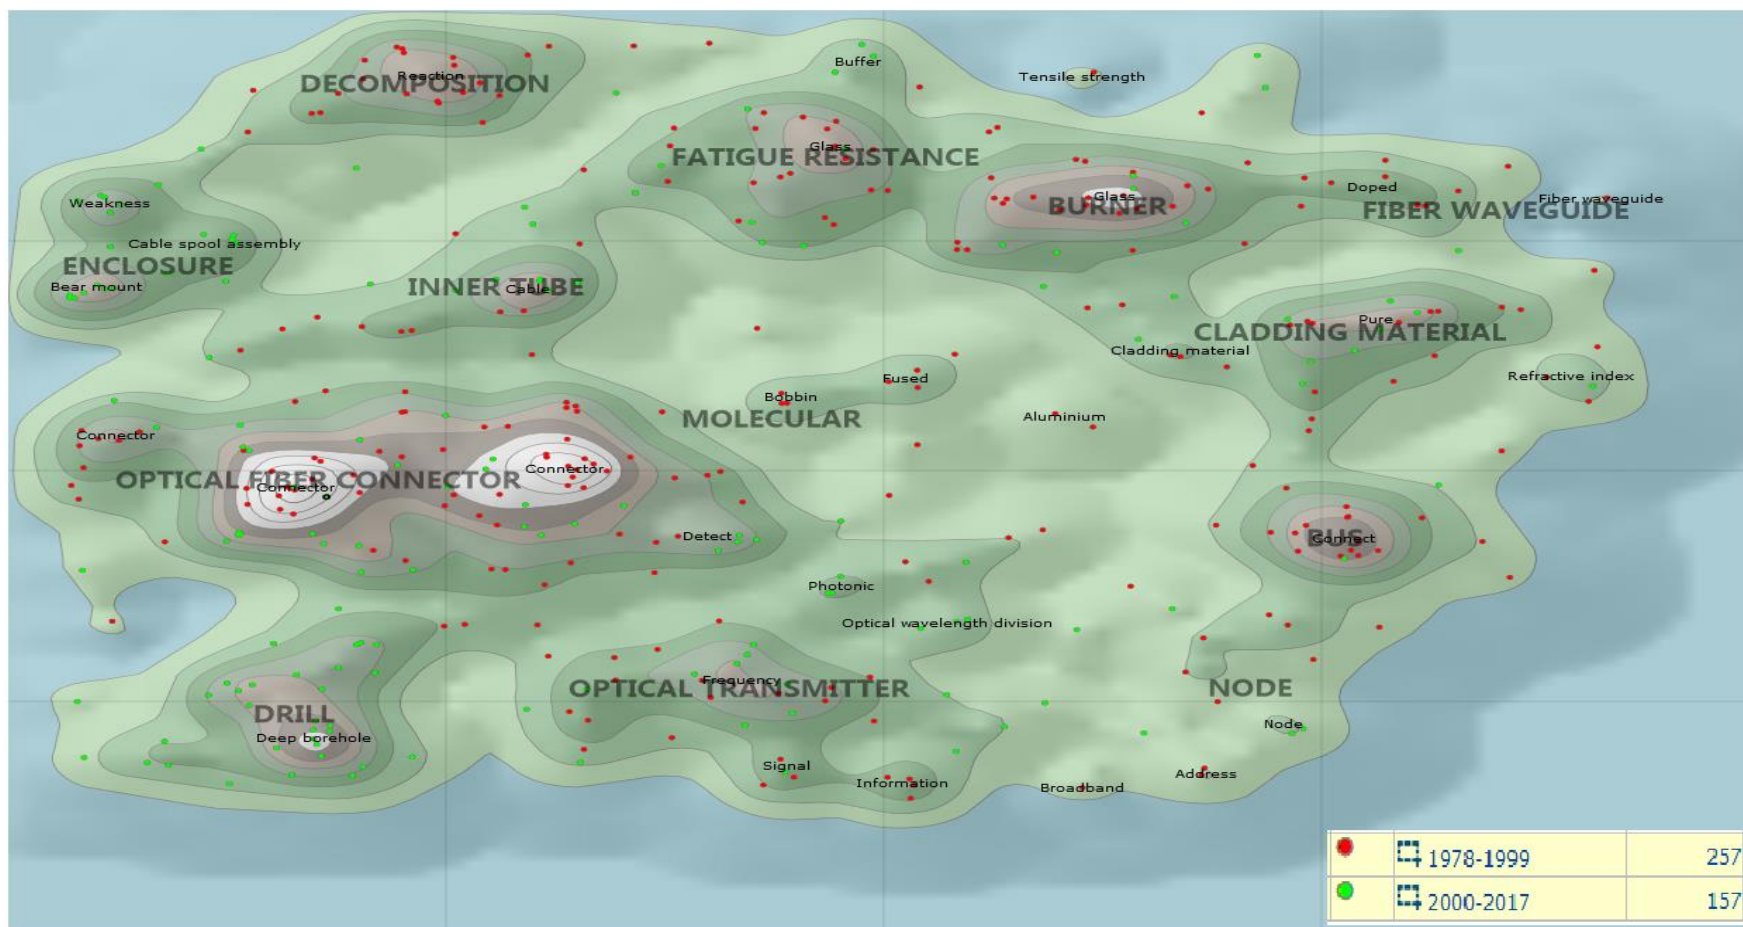 Buffer
Tensile strength
Reaction
DECOMPOSITION
Glass
FATIGUE RESISTANCE
Doped
Glass
Fiber waveguide
BURNER
FIBER WAVEGUIDE
Weakness
Cable spool assembly
ENCLOSURE
Bear mount
INNER TUBE
Cable
Pure
CLADDING MATERIAL
Cladding material
Fused
Refractive index
Bobbin
MOLECULAR
Aluminium
Connector
Connector
OPTICAL FIBER CONNECTOR
Connector
Detect
BUS
Connect
Photonic
Optical wavelength division
Frequency
OPTICAL TRANSMITTER
NODE
DRILL
Node
Deep borehole
Signal
Address
Information
Broadband
1978-1999 257
2000-2017 157